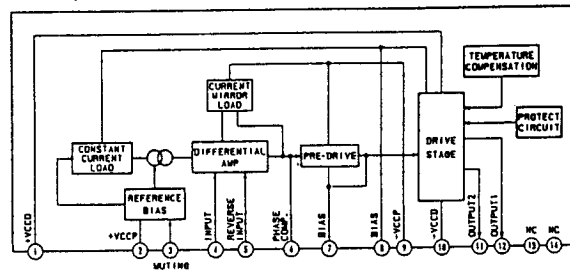 TEMPERATURE
COMPENSATION
CURRENT
MIRROR
LOAD
PROTECT
CIRCUIT
CONSTANT
CURRENT
LOAD
DIFFERENTIAL
AMP
PRE-DRIVE
DRIVE
STAGE
REFERENCE
BIAS
+VCCD
+VCCP
MUTING
INPUT
REVERSE
INPUT
PHASE
COMP.
BIAS
BIAS
-VCCP
-VCCD
OUTPUT2
OUTPUT1
NC
NC
1 2 3 4 5 6 7 8 9 10 11 12 13 14